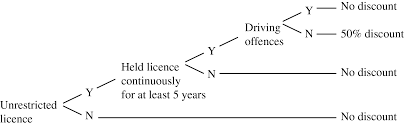 Y
No discount
Driving
offences
N
50% discount
Y
Held licence
continuously
for at least 5 years
N
No discount
Y
Unrestricted
licence
N
No discount